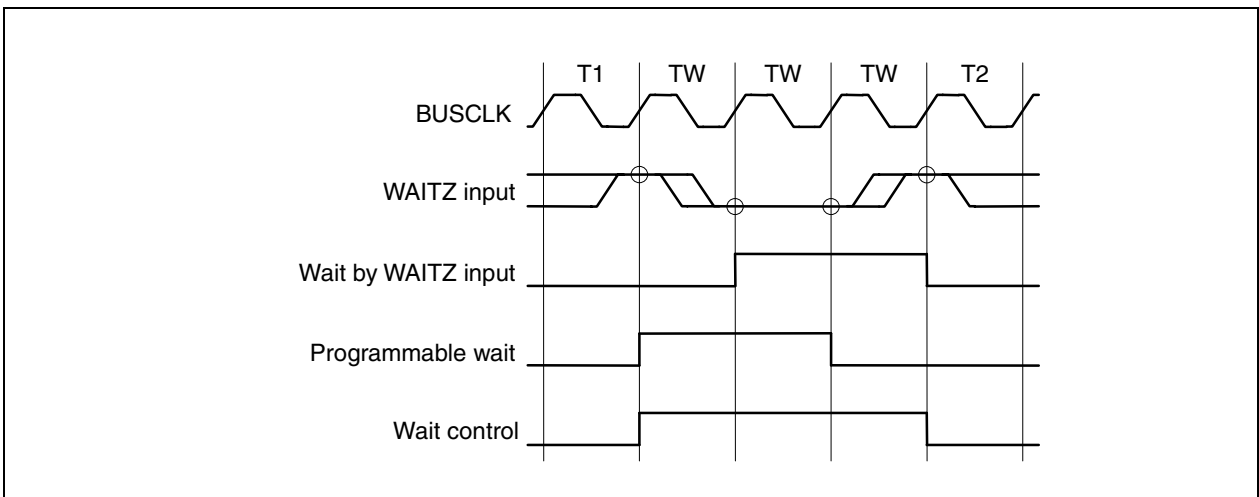 T1 TW TW TW T2
BUSCLK
WAITZ input
Wait by WAITZ input
Programmable wait
Wait control